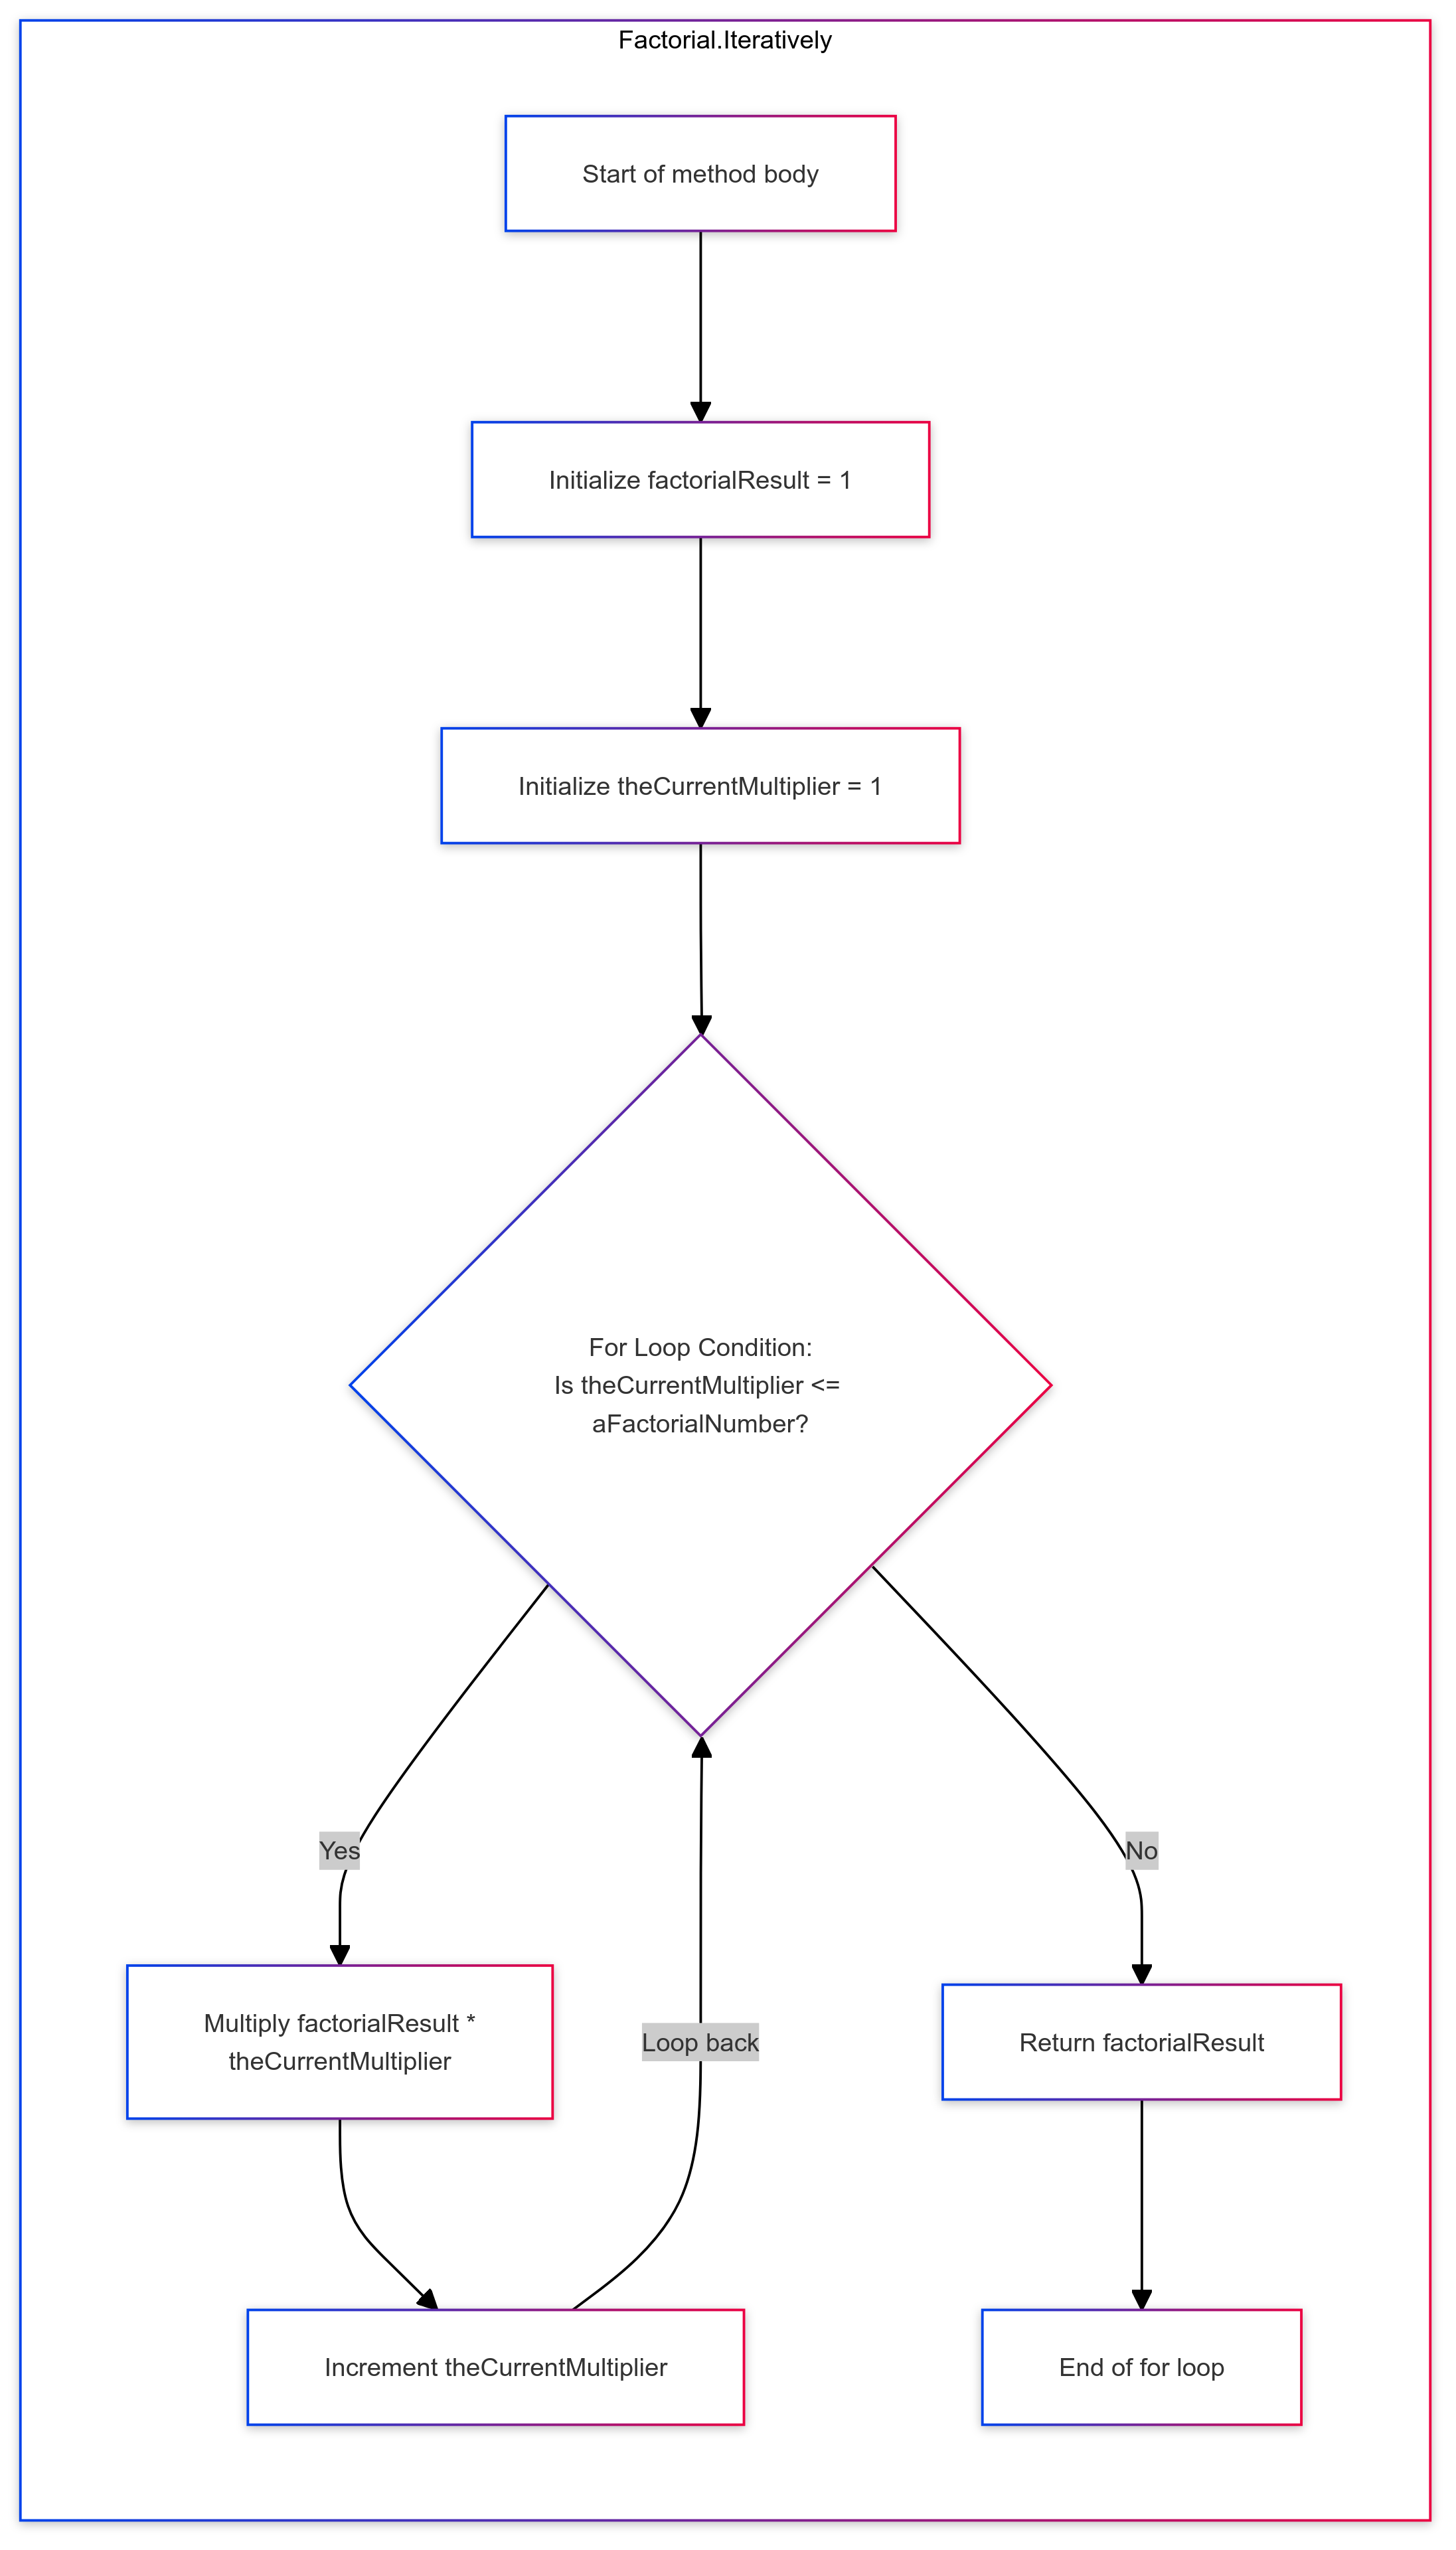 Factorial.Iteratively
Start of method body
Initialize factorialResult = 1
Initialize theCurrentMultiplier = 1
For Loop Condition:
Is theCurrentMultiplier <=
aFactorialNumber?
Yes
No
Multiply factorialResult *
theCurrentMultiplier
Loop back
Return factorialResult
Increment theCurrentMultiplier
End of for loop